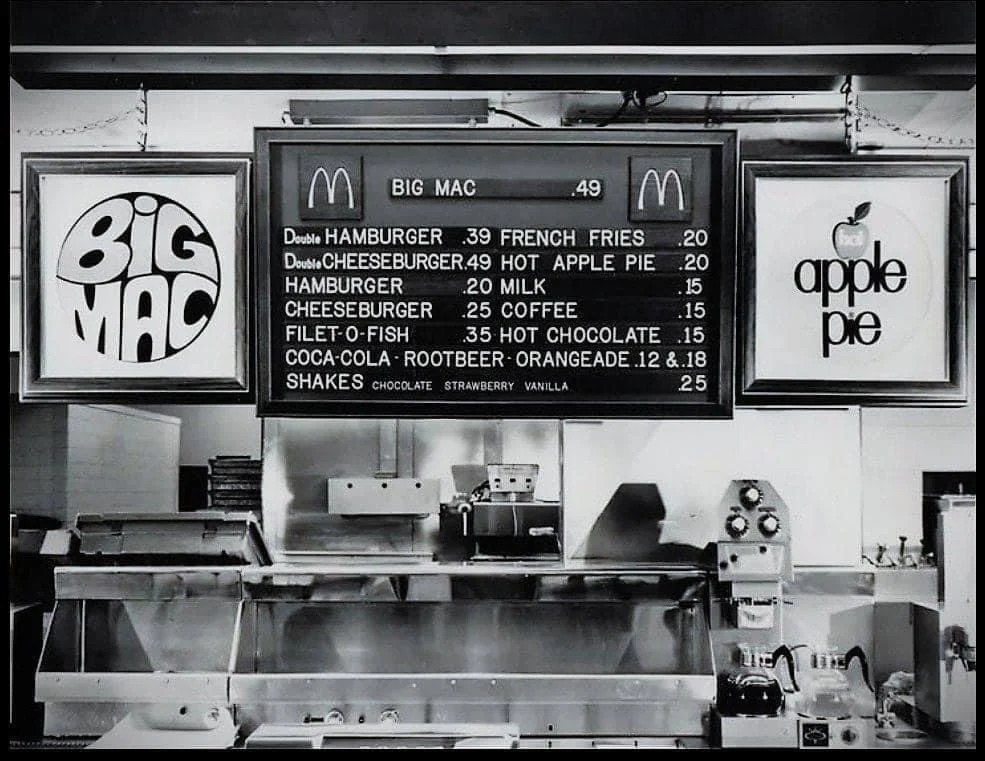 BiG
MAC
BIG MAC .49
Double HAMBURGER .39 FRENCH FRIES .20
Double CHEESEBURGER .49 HOT APPLE PIE .20
HAMBURGER .20 MILK .15
CHEESEBURGER .25 COFFEE .15
FILET-O-FISH .35 HOT CHOCOLATE .15
COCA-COLA - ROOTBEER - ORANGEADE .12 & .18
SHAKES CHOCOLATE STRAWBERRY VANILLA .25
hot
apple
pie